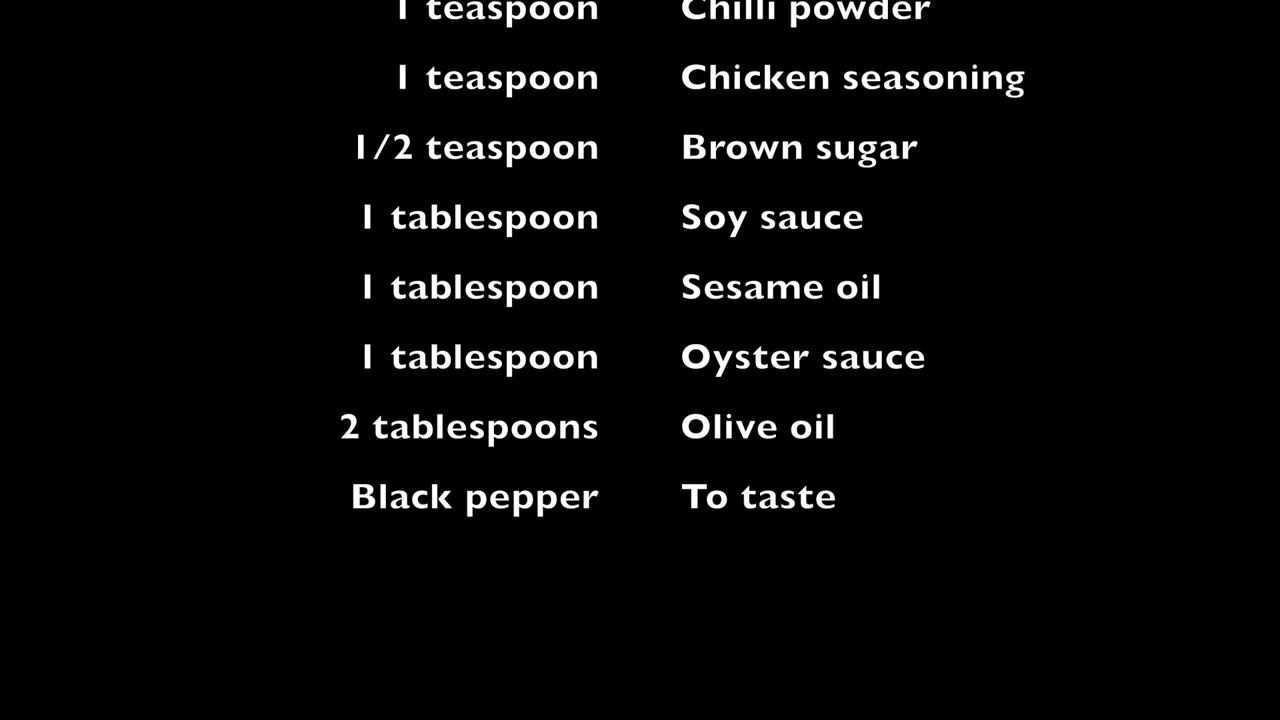 1 teaspoon Chilli powder
1 teaspoon Chicken seasoning
1/2 teaspoon Brown sugar
1 tablespoon Soy sauce
1 tablespoon Sesame oil
1 tablespoon Oyster sauce
2 tablespoons Olive oil
Black pepper To taste